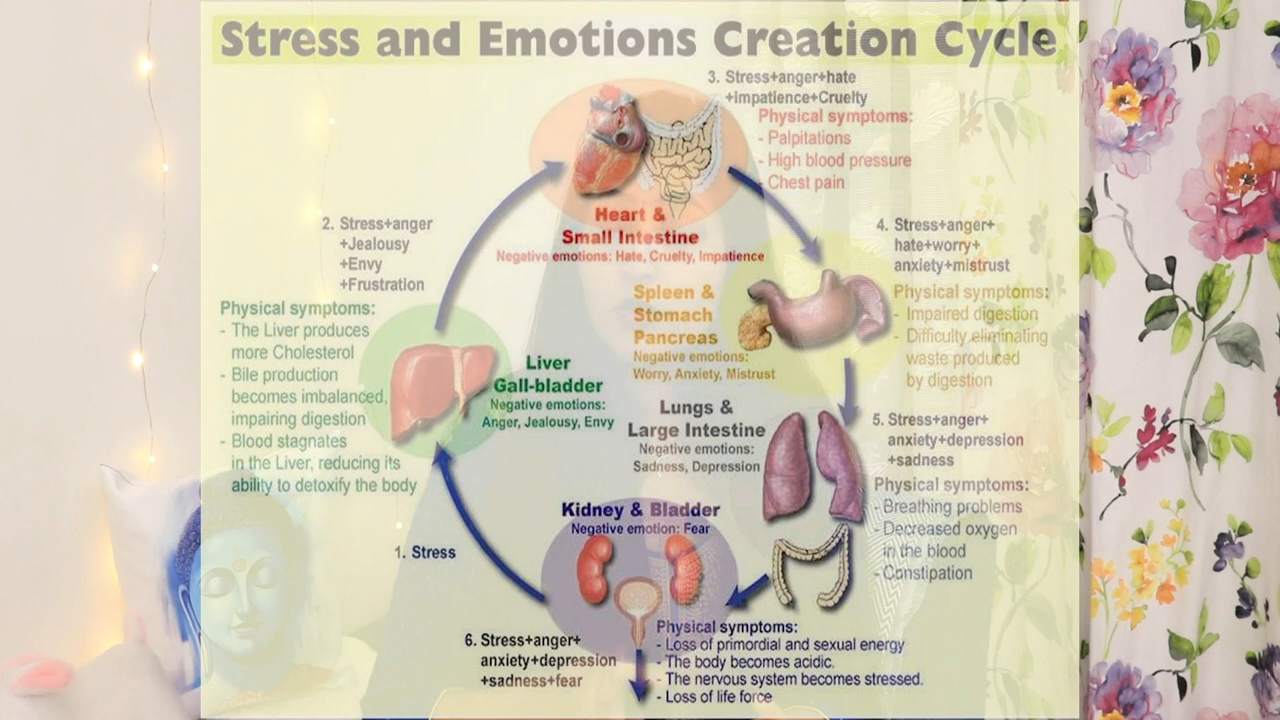 Stress and Emotions Creation Cycle
3. Stress+anger+hate
+impatience+Cruelty
Physical symptoms:
- Palpitations
- High blood pressure
- Chest pain
Heart &
Small Intestine
Negative emotions: Hate, Cruelty, Impatience
2. Stress+anger
+Jealousy
+Envy
+Frustration
Physical symptoms:
- The Liver produces
more Cholesterol
- Bile production
becomes imbalanced,
impairing digestion
- Blood stagnates
in the Liver, reducing its
ability to detoxify the body
4. Stress+anger+
hate+worry+
anxiety+mistrust
Physical symptoms:
- Impaired digestion
- Difficulty eliminating
waste produced
by digestion
Spleen &
Stomach
Pancreas
Negative emotions:
Worry, Anxiety, Mistrust
Liver
Gall-bladder
Negative emotions:
Anger, Jealousy, Envy
Lungs &
Large Intestine
Negative emotions:
Sadness, Depression
5. Stress+anger+
anxiety+depression
+sadness
Physical symptoms:
- Breathing problems
- Decreased oxygen
in the blood
- Constipation
Kidney & Bladder
Negative emotion: Fear
1. Stress
6. Stress+anger+
anxiety+depression
+sadness+fear
Physical symptoms:
- Loss of primordial and sexual energy
- The body becomes acidic.
- The nervous system becomes stressed.
- Loss of life force